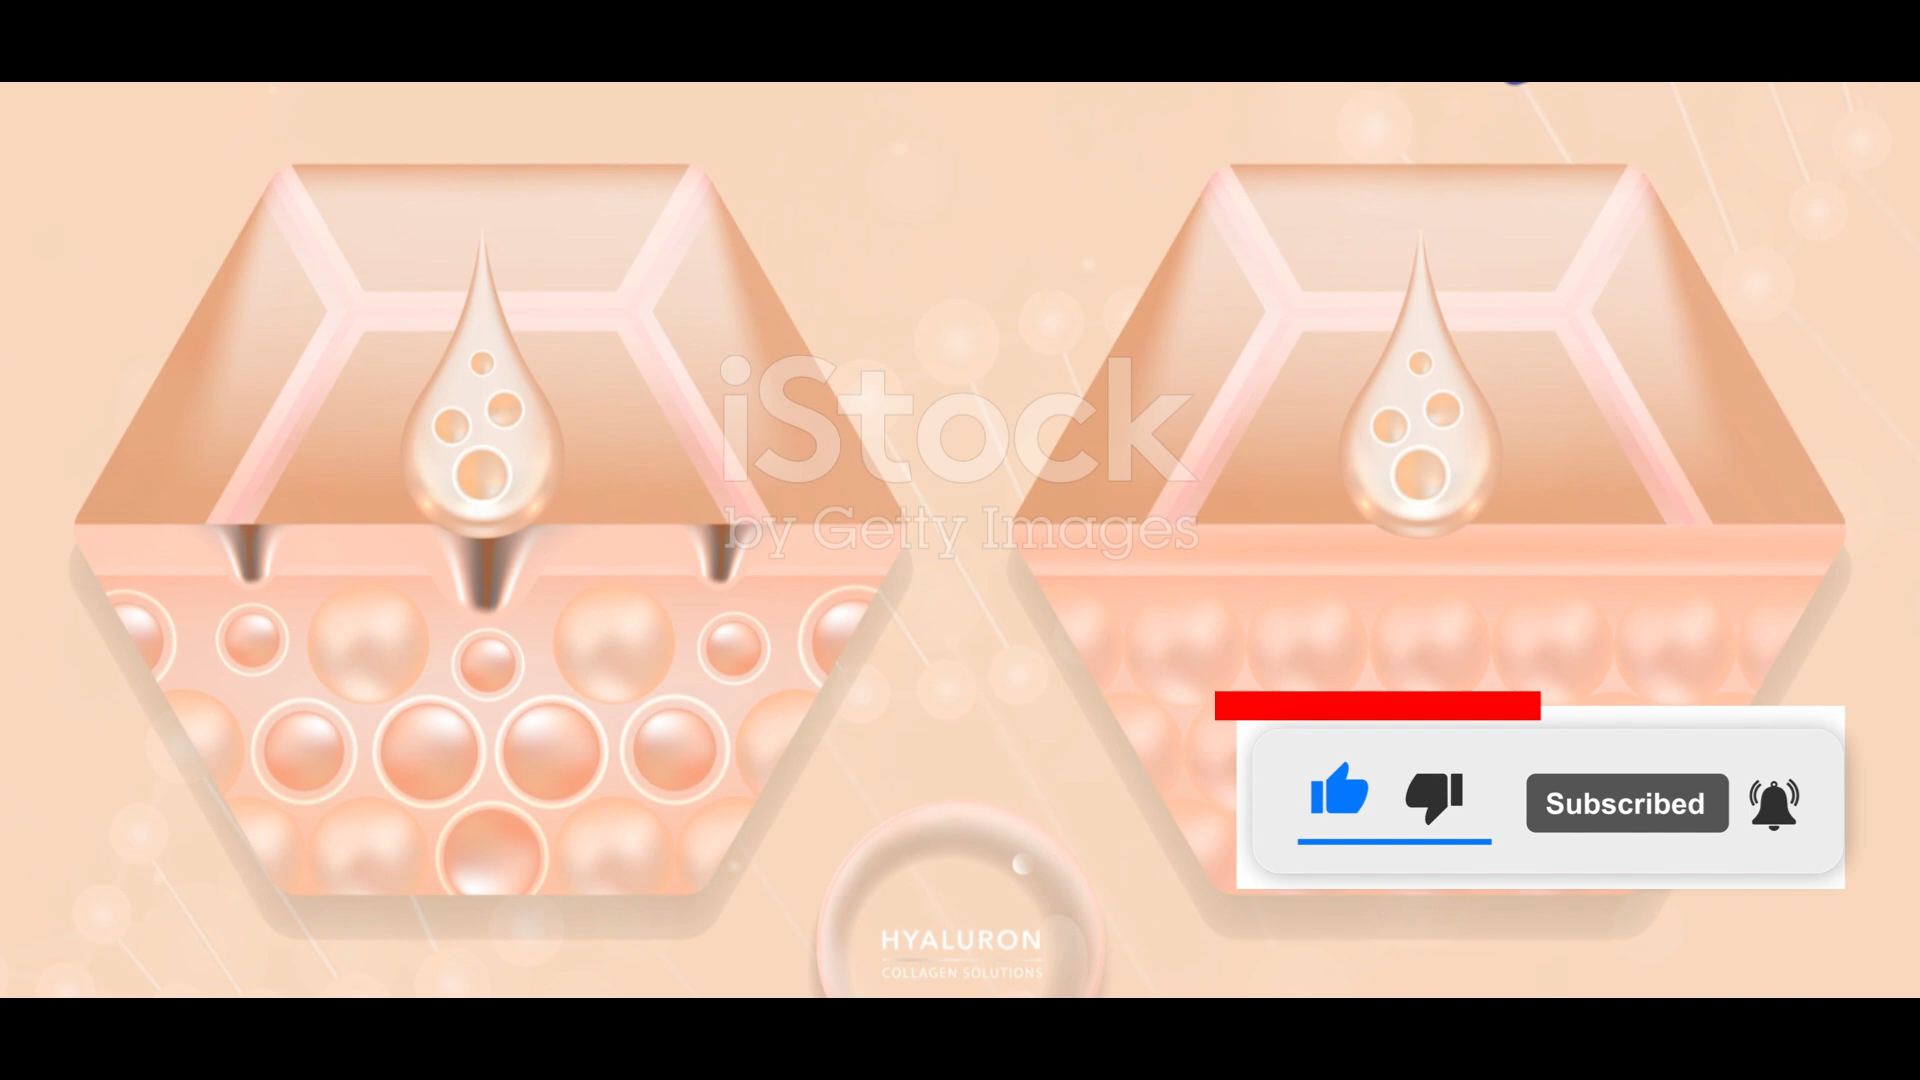 iStock
by Getty Images
Subscribed
HYALURON
COLLAGEN SOLUTIONS